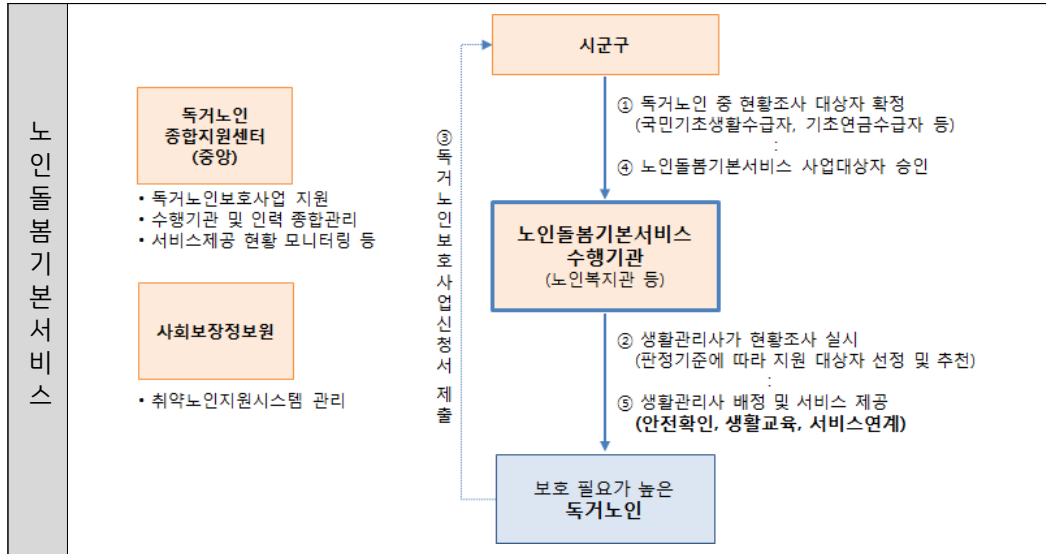 노인돌봄기본서비스
독거노인
종합지원센터
(중앙)
• 독거노인보호사업 지원
• 수행기관 및 인력 종합관리
• 서비스제공 현황 모니터링 등
사회보장정보원
• 취약노인지원시스템 관리
③독거노인보호사업신청서 제출
시군구
① 독거노인 중 현황조사 대상자 확정
(국민기초생활수급자, 기초연금수급자 등)
:
④ 노인돌봄기본서비스 사업대상자 승인
노인돌봄기본서비스
수행기관
(노인복지관 등)
② 생활관리사가 현황조사 실시
(판정기준에 따라 지원 대상자 선정 및 추천)
:
⑤ 생활관리사 배정 및 서비스 제공
(안전확인, 생활교육, 서비스연계)
보호 필요가 높은
독거노인